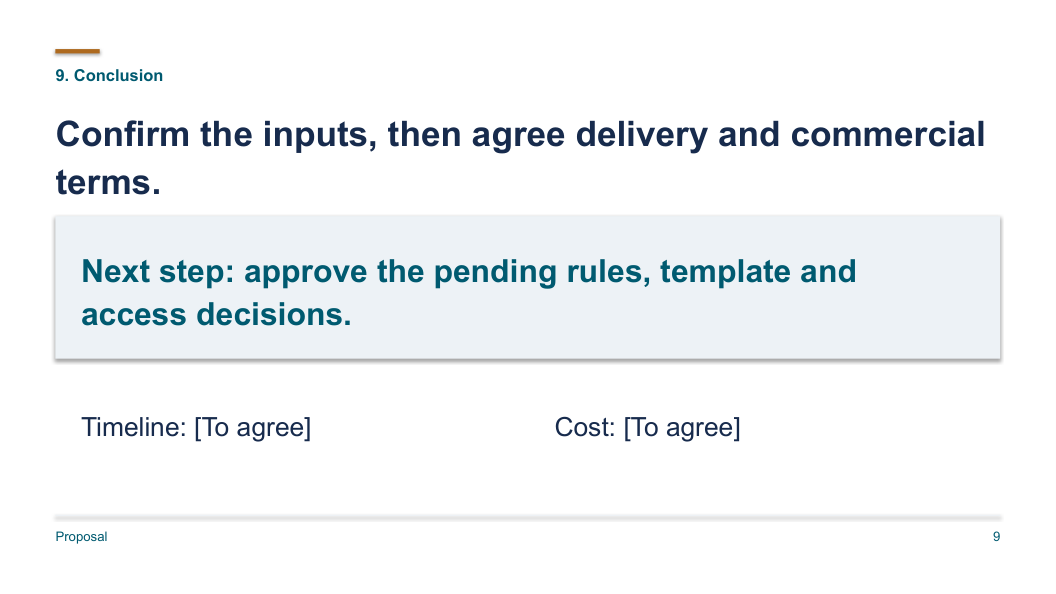 9. Conclusion
Confirm the inputs, then agree delivery and commercial
terms.
Next step: approve the pending rules, template and
access decisions.
Timeline: [To agree]
Cost: [To agree]
Proposal
9